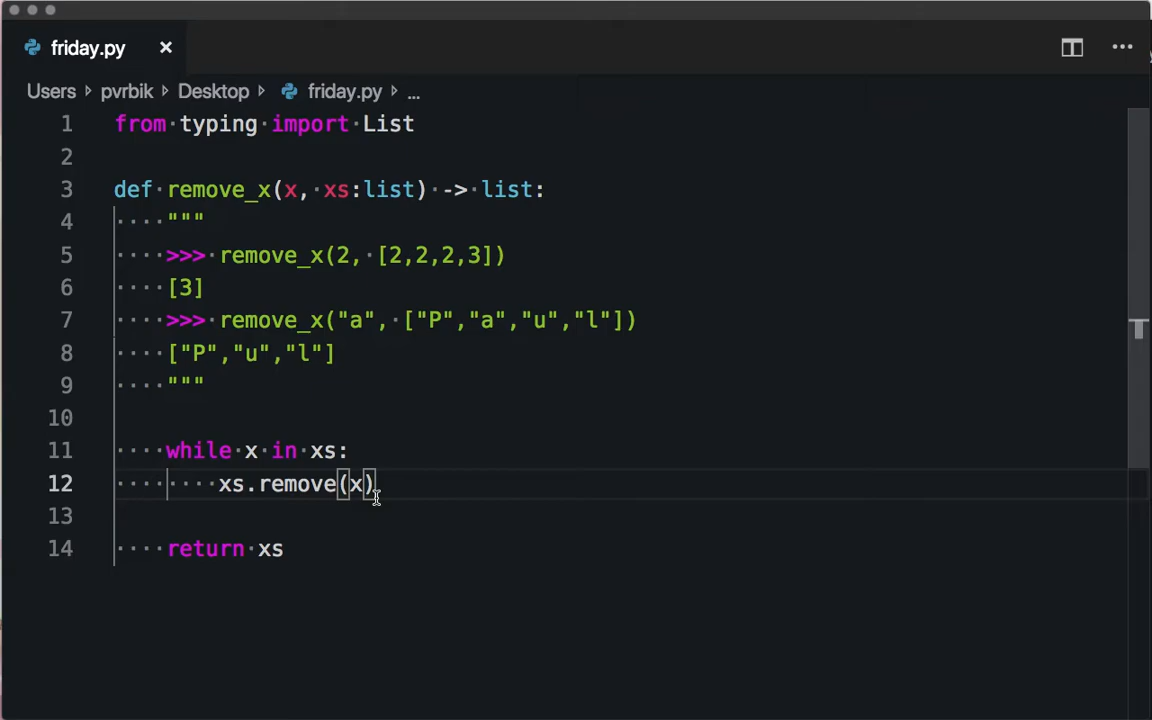 friday.py
Users pvrbik Desktop friday.py ...
1 from typing import List
2
3 def remove_x(x, xs:list) -> list:
4 """
5 >>> remove_x(2, [2,2,2,3])
6 [3]
7 >>> remove_x("a", ["P","a","u","l"])
8 ["P","u","l"]
9 """
10
11 while x in xs:
12 xs.remove(x)
13
14 return xs